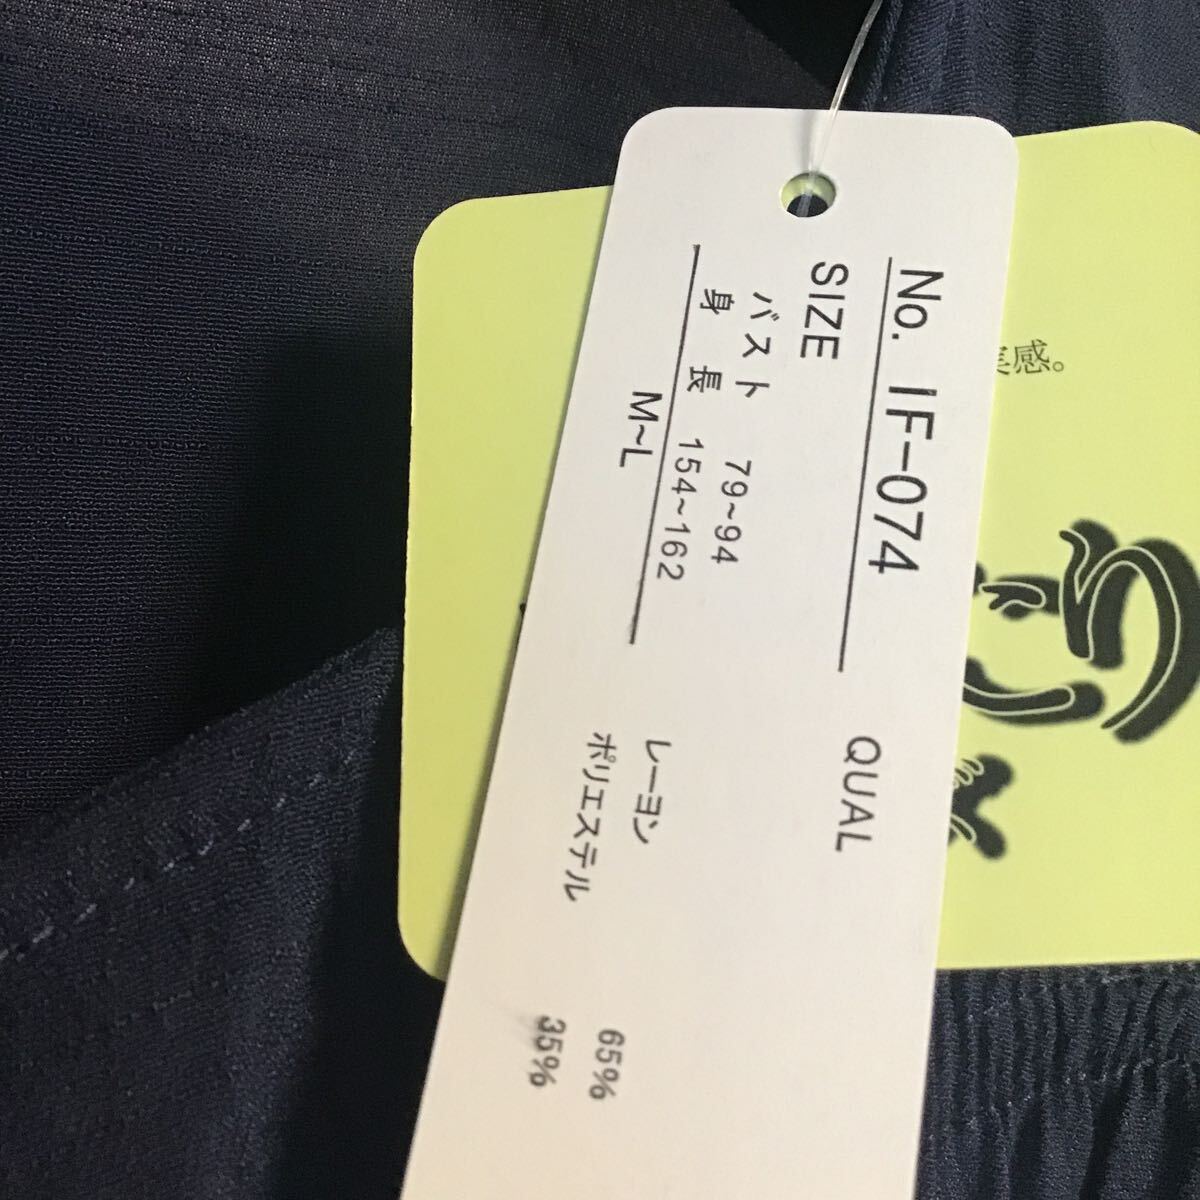 No. IF-074
SIZE
バスト 79~94
身長 154~162
M~L
QUAL
レーヨン 65%
ポリエステル 35%
実感。